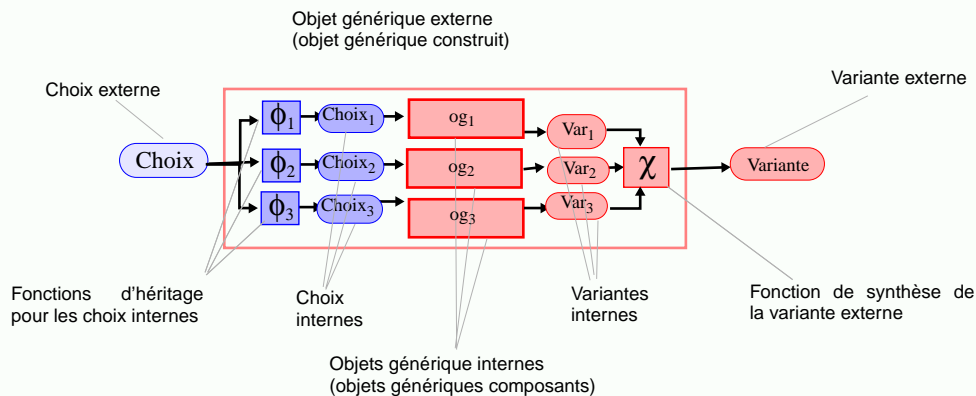 Objet générique externe
(objet générique construit)
Choix externe
Variante externe
Choix
ϕ1
Choix1
og1
Var1
ϕ2
Choix2
og2
Var2
χ
Variante
ϕ3
Choix3
og3
Var3
Fonctions d'héritage
pour les choix internes
Choix
internes
Variantes
internes
Fonction de synthèse de
la variante externe
Objets générique internes
(objets génériques composants)